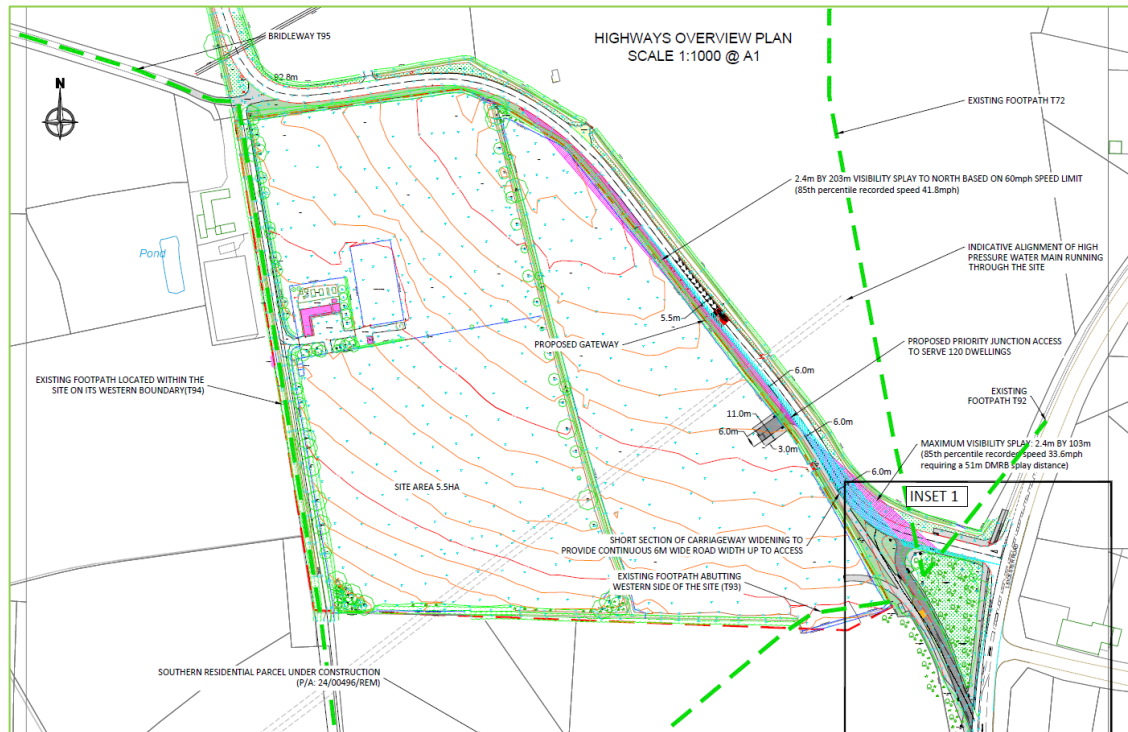 HIGHWAYS OVERVIEW PLAN
SCALE 1:1000 @ A1
BRIDLEWAY T95
92.8m
N
EXISTING FOOTPATH T72
2.4m BY 203m VISIBILITY SPLAY TO NORTH BASED ON 60mph SPEED LIMIT
(85th percentile recorded speed 41.8mph)
Pond
INDICATIVE ALIGNMENT OF HIGH
PRESSURE WATER MAIN RUNNING
THROUGH THE SITE
5.5m
PROPOSED GATEWAY
PROPOSED PRIORITY JUNCTION ACCESS
TO SERVE 120 DWELLINGS
EXISTING FOOTPATH LOCATED WITHIN THE
SITE ON ITS WESTERN BOUNDARY(T94)
6.0m
EXISTING
FOOTPATH T92
11.0m
6.0m
6.0m
3.0m
MAXIMUM VISIBILITY SPLAY: 2.4m BY 103m
(85th percentile recorded speed 33.6mph
requiring a 51m DMRB splay distance)
6.0m
SITE AREA 5.5HA
INSET 1
SHORT SECTION OF CARRIAGEWAY WIDENING TO
PROVIDE CONTINUOUS 6M WIDE ROAD WIDTH UP TO ACCESS
EXISTING FOOTPATH ABUTTING
WESTERN SIDE OF THE SITE (T93)
SOUTHERN RESIDENTIAL PARCEL UNDER CONSTRUCTION
(P/A: 24/00496/REM)